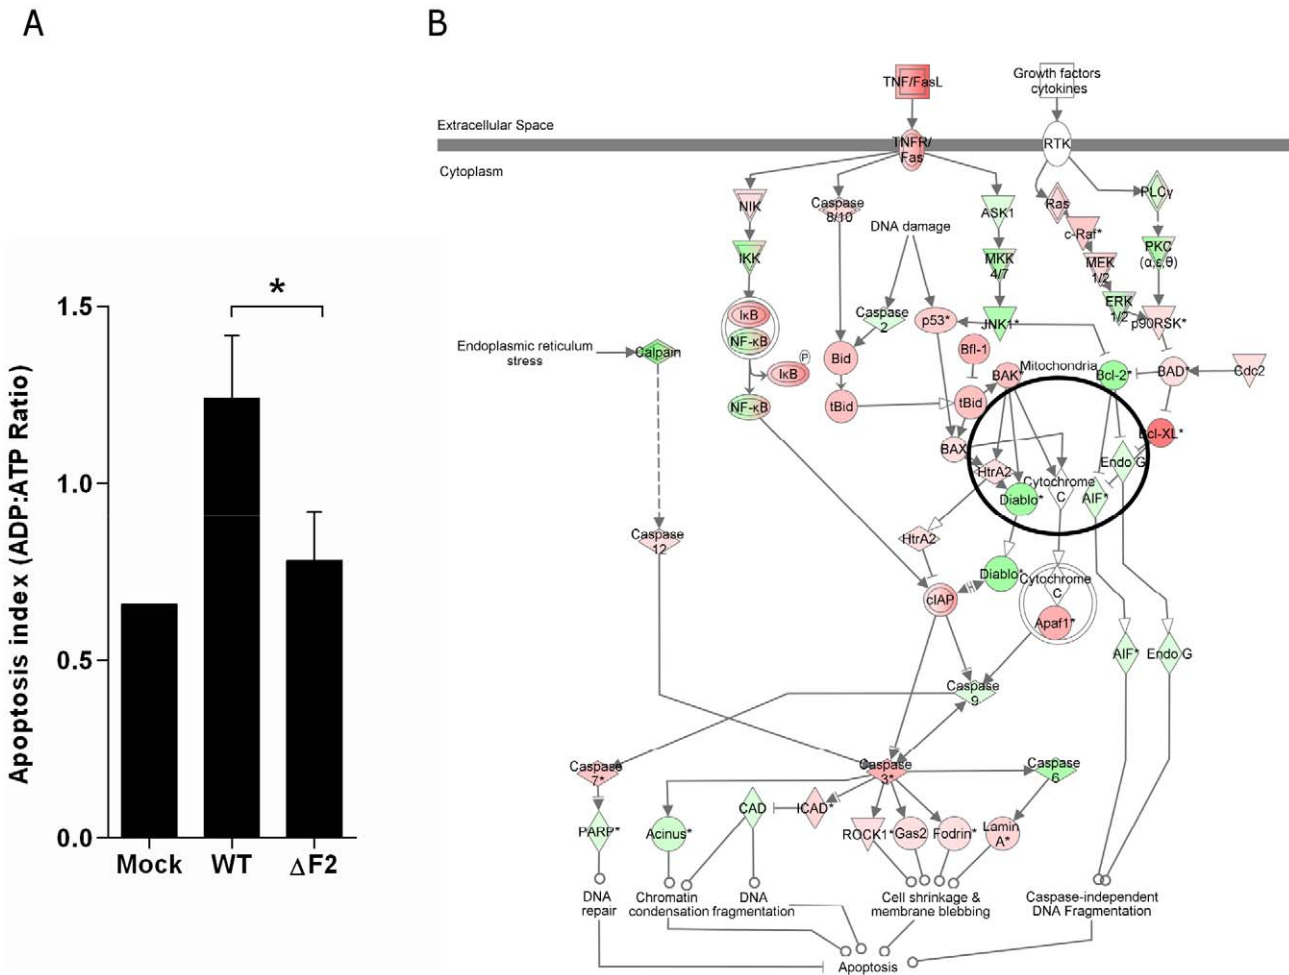 A
B
*
1.5
1.0
0.5
0.0
Apoptosis index (ADP:ATP Ratio)
Mock
WT
ΔF2
TNF/FasL
Growth factors
cytokines
Extracellular Space
TNFR/
Fas
RTK
Cytoplasm
NIK
Caspase
8/10
ASK1
Ras
PLCγ
DNA damage
c-Raf*
IKK
MKK
4/7
MEK
1/2
PKC
(α,ε,θ)
ERK
1/2
IκB
NF-κB
Caspase
2
p53*
JNK1*
p90RSK*
Endoplasmic reticulum
stress
Calpain
P
IκB
Bid
Bfl-1
BAK*
Mitochondria
Bcl-2*
BAD*
Cdc2
NF-κB
tBid
tBid
Bcl-XL*
BAX
HtrA2
Endo G
Diablo*
Cytochrome
C
AIF*
Caspase
12
HtrA2
Diablo*
Cytochrome
C
cIAP
Apaf1*
AIF*
Endo G
Caspase
9
Caspase
7*
Caspase
3*
Caspase
6
PARP*
Acinus*
CAD
ICAD*
ROCK1*
Gas2
Fodrin*
Lamin
A*
DNA
repair
Chromatin
condensation
DNA
fragmentation
Cell shrinkage &
membrane blebbing
Caspase-independent
DNA Fragmentation
Apoptosis